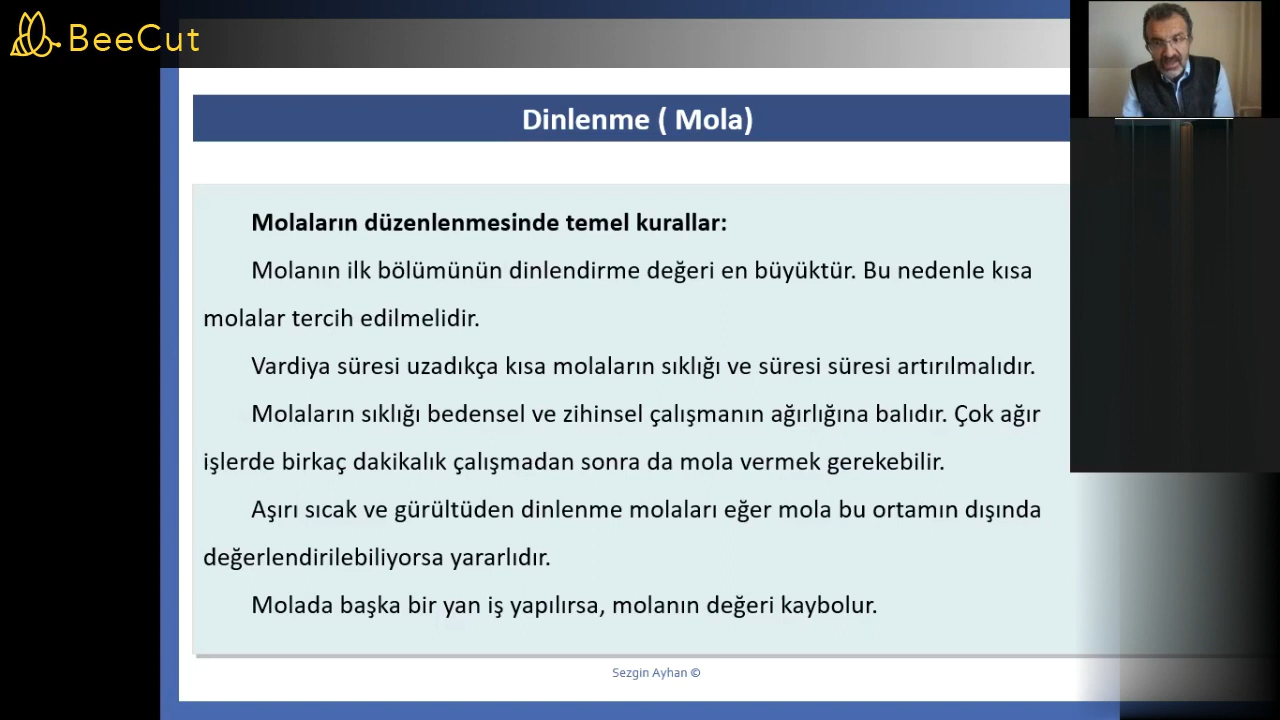 BeeCut
Dinlenme ( Mola)
Molaların düzenlenmesinde temel kurallar:
Molanın ilk bölümünün dinlendirme değeri en büyüktür. Bu nedenle kısa
molalar tercih edilmelidir.
Vardiya süresi uzadıkça kısa molaların sıklığı ve süresi süresi artırılmalıdır.
Molaların sıklığı bedensel ve zihinsel çalışmanın ağırlığına balıdır. Çok ağır
işlerde birkaç dakikalık çalışmadan sonra da mola vermek gerekebilir.
Aşırı sıcak ve gürültüden dinlenme molaları eğer mola bu ortamın dışında
değerlendirilebiliyorsa yararlıdır.
Molada başka bir yan iş yapılırsa, molanın değeri kaybolur.
Sezgin Ayhan ©